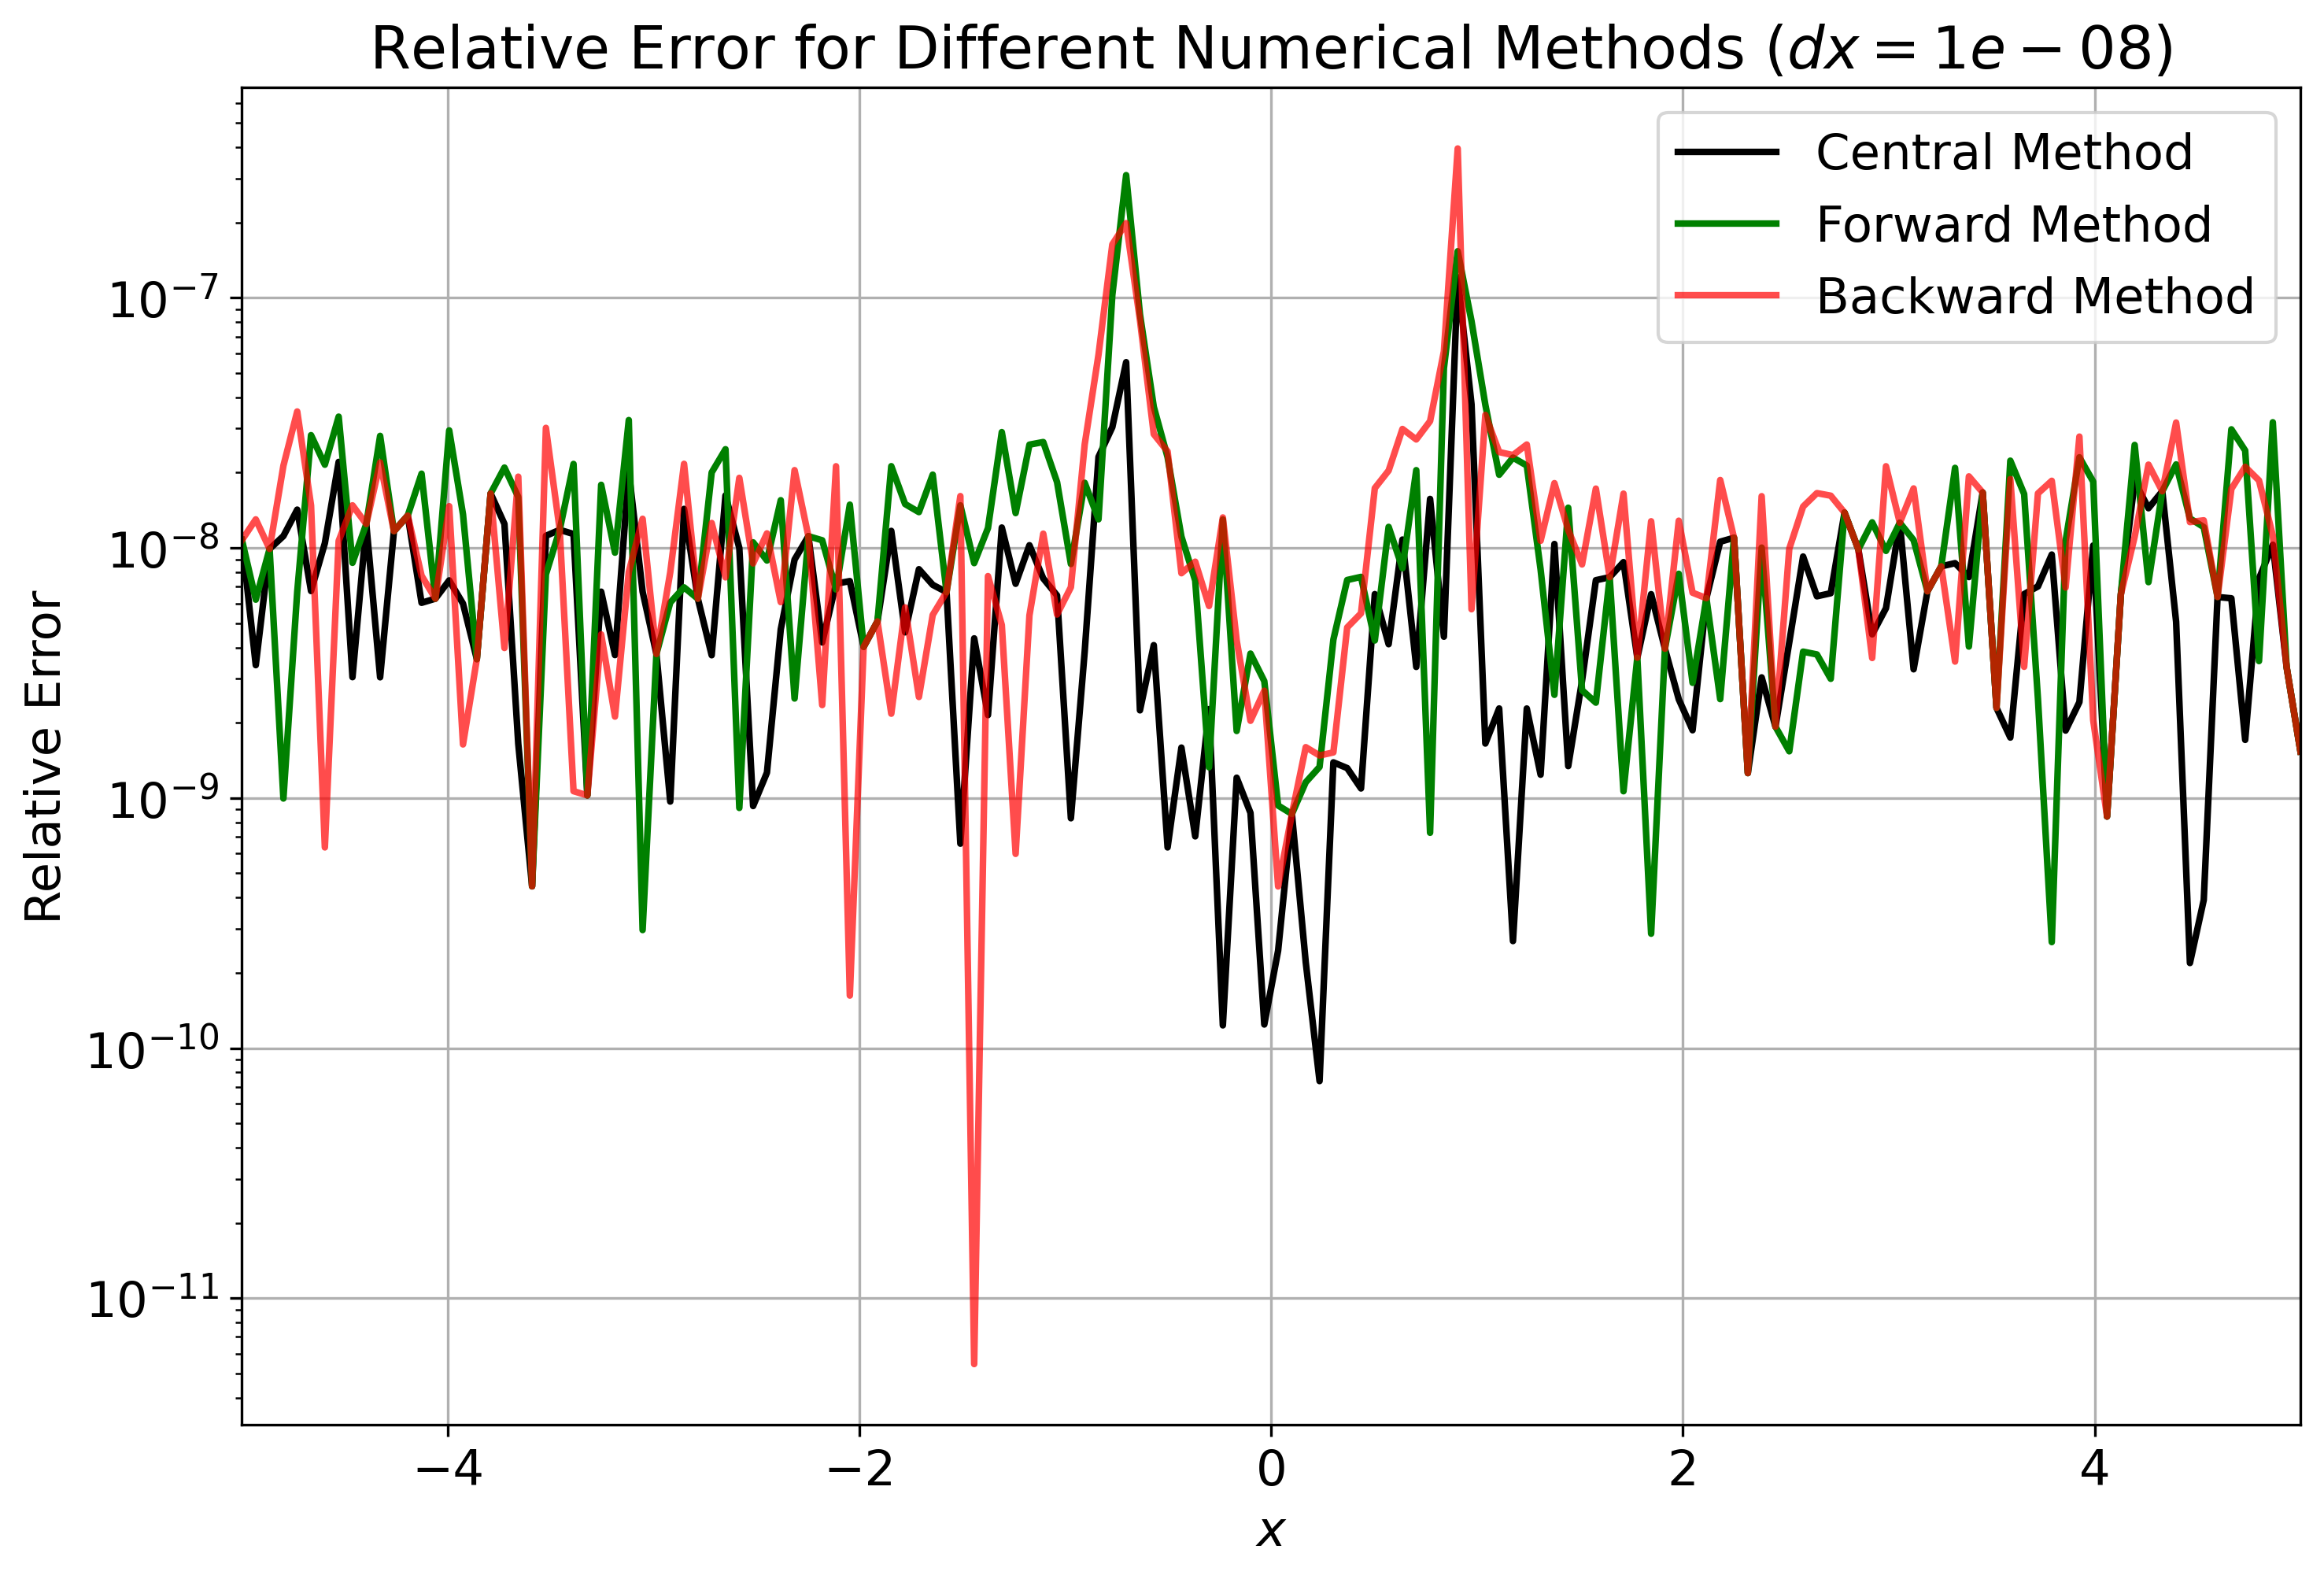 Relative Error for Different Numerical Methods (dx = 1e − 08)
Central Method
Forward Method
Backward Method
Relative Error
10⁻⁷
10⁻⁸
10⁻⁹
10⁻¹⁰
10⁻¹¹
−4
−2
0
2
4
x